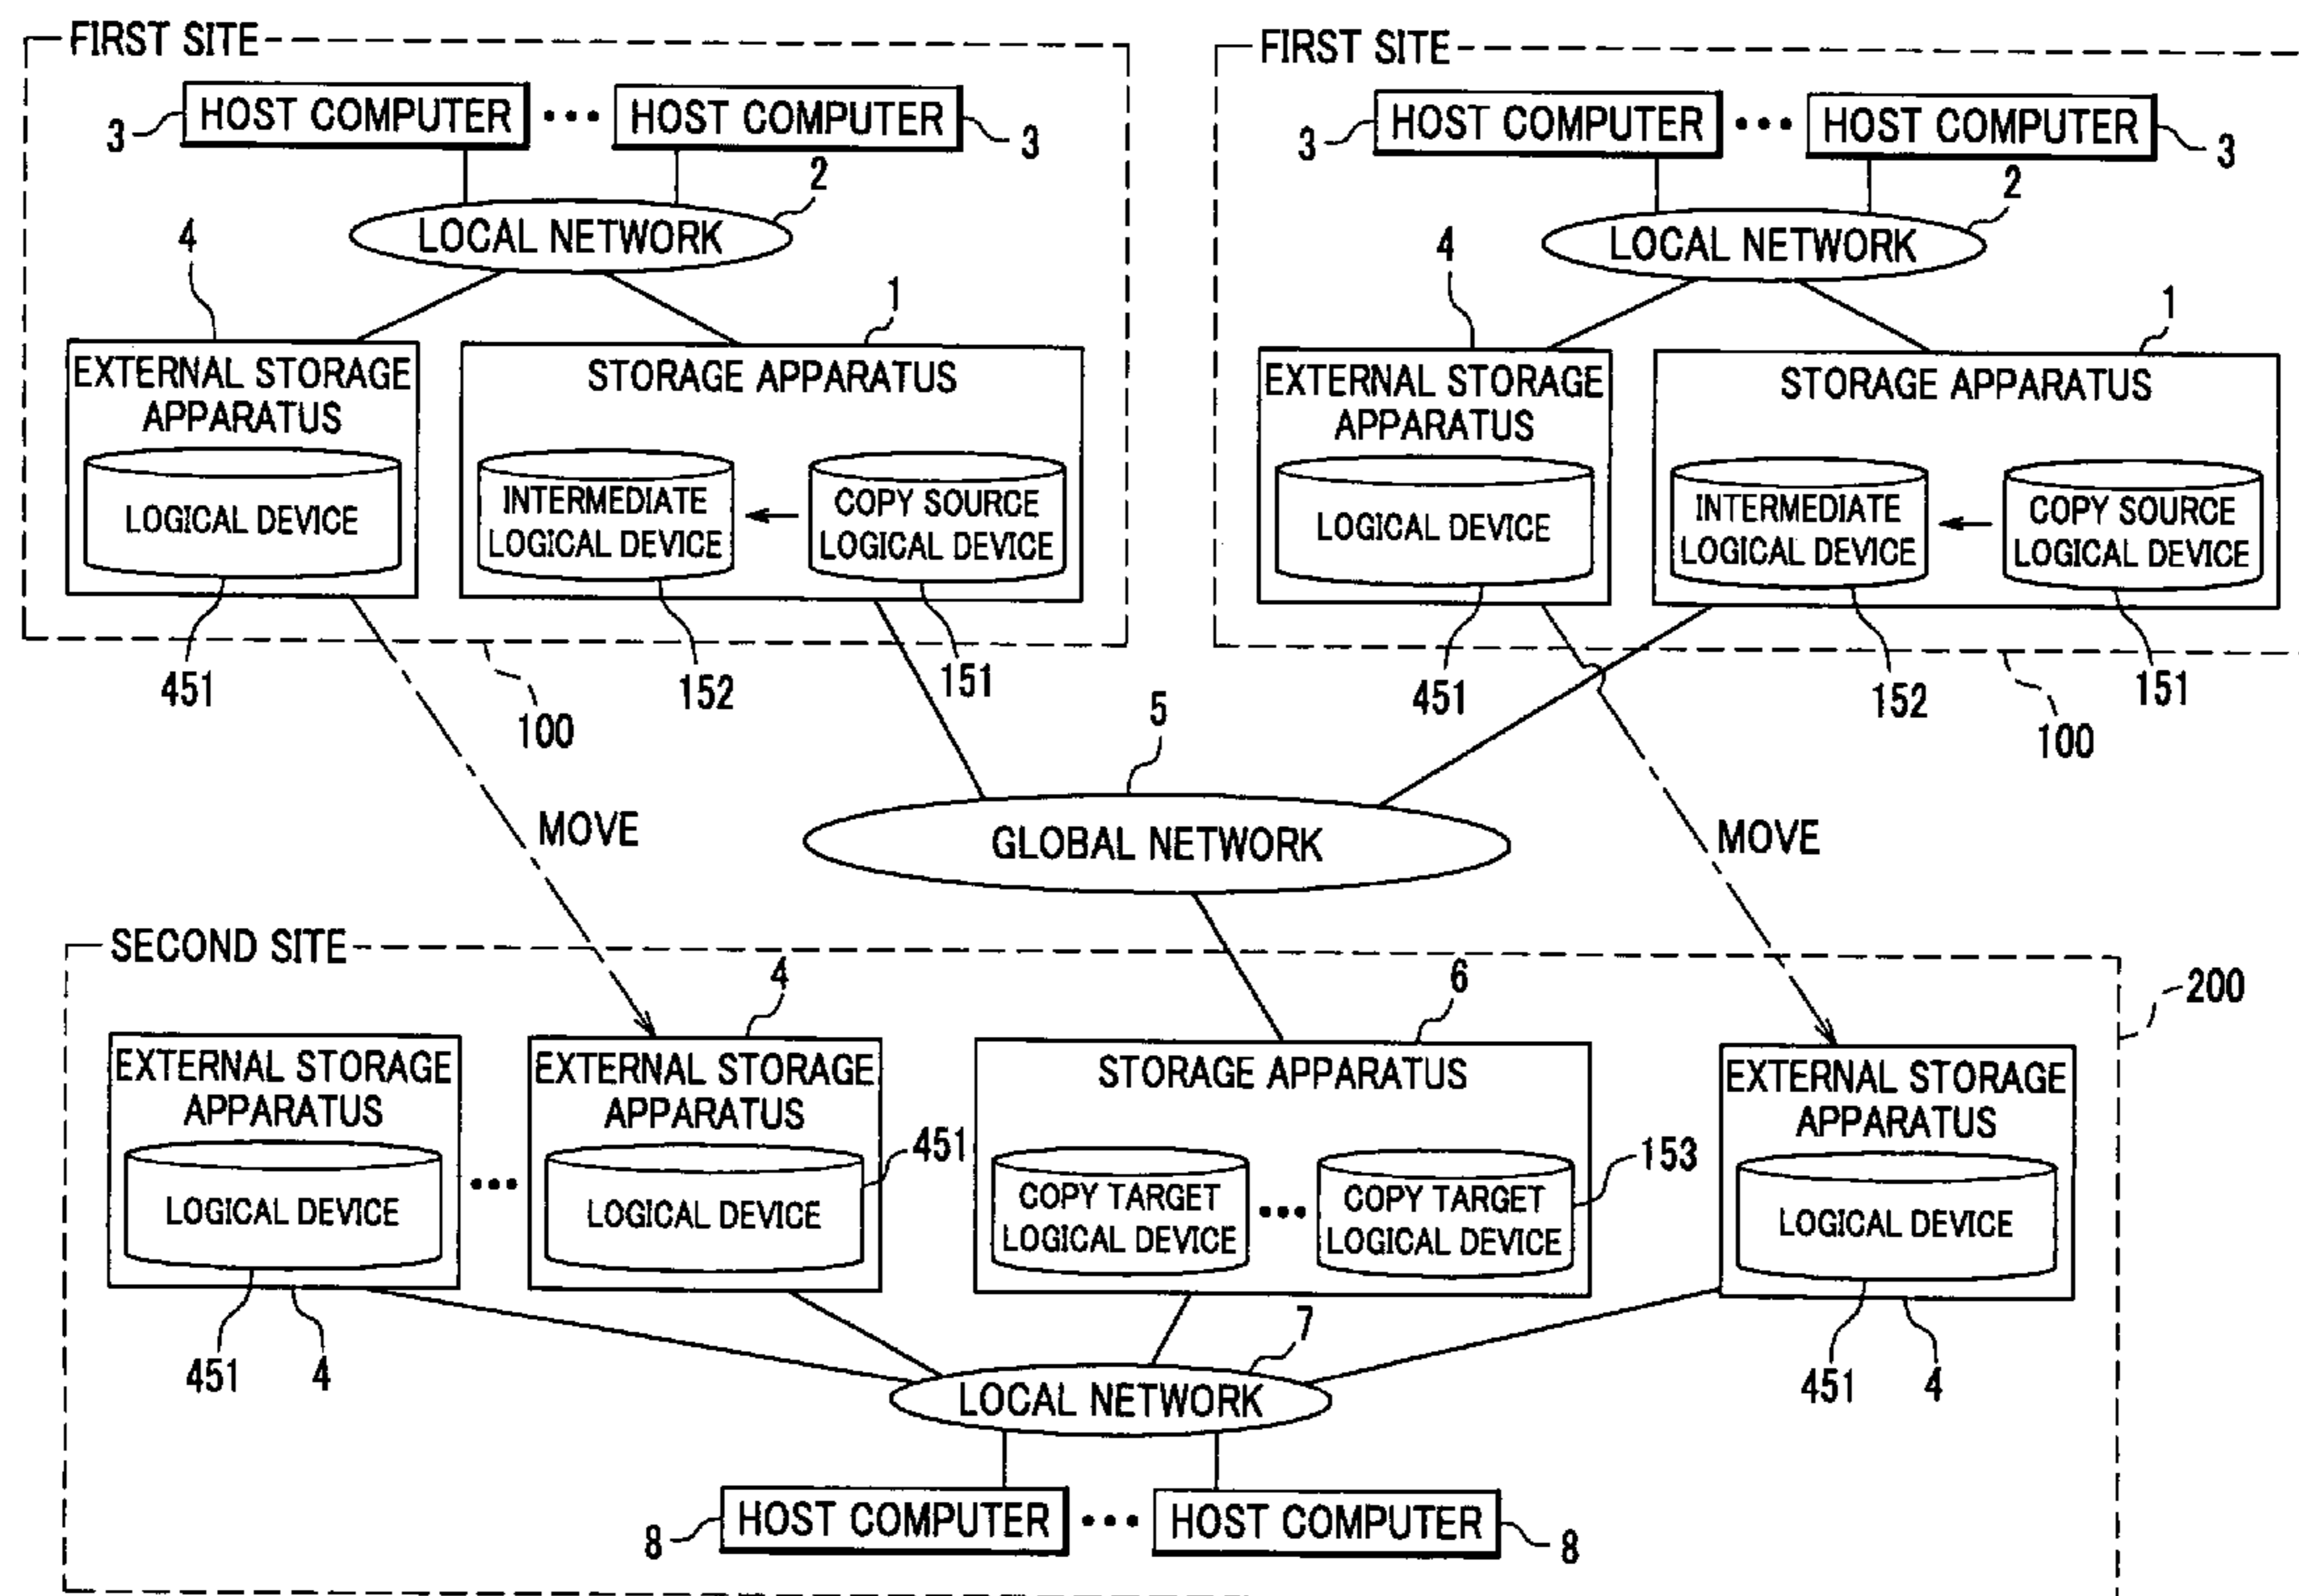 FIRST SITE
HOST COMPUTER
HOST COMPUTER
3
3
2
LOCAL NETWORK
4
1
EXTERNAL STORAGE
APPARATUS
LOGICAL DEVICE
STORAGE APPARATUS
INTERMEDIATE
LOGICAL DEVICE
COPY SOURCE
LOGICAL DEVICE
451
152
151
100
FIRST SITE
HOST COMPUTER
HOST COMPUTER
3
3
2
LOCAL NETWORK
4
1
EXTERNAL STORAGE
APPARATUS
LOGICAL DEVICE
STORAGE APPARATUS
INTERMEDIATE
LOGICAL DEVICE
COPY SOURCE
LOGICAL DEVICE
451
152
151
100
5
GLOBAL NETWORK
MOVE
MOVE
SECOND SITE
200
4
6
EXTERNAL STORAGE
APPARATUS
LOGICAL DEVICE
451
4
EXTERNAL STORAGE
APPARATUS
LOGICAL DEVICE
451
STORAGE APPARATUS
COPY TARGET
LOGICAL DEVICE
COPY TARGET
LOGICAL DEVICE
153
EXTERNAL STORAGE
APPARATUS
LOGICAL DEVICE
451
4
7
LOCAL NETWORK
HOST COMPUTER
HOST COMPUTER
8
8